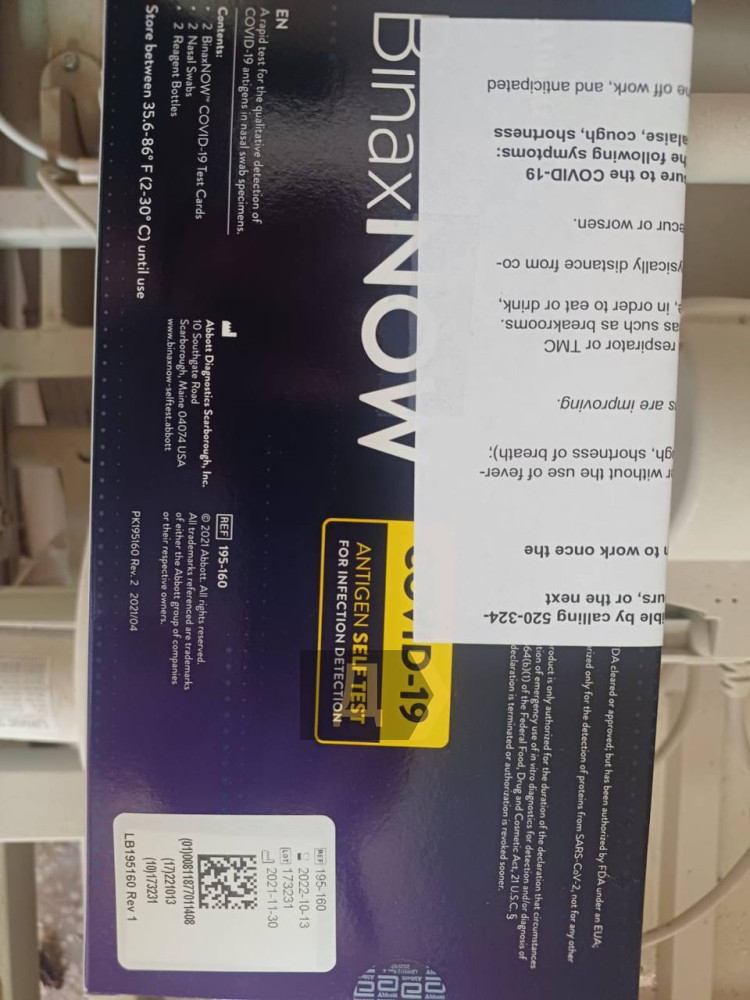 BinaxNOW
COVID-19
ANTIGEN SELF TEST
FOR INFECTION DETECTION
EN
A rapid test for the qualitative detection of
COVID-19 antigens in nasal swab specimens.
Contents:
• 2 BinaxNOW™ COVID-19 Test Cards
• 2 Nasal Swabs
• 2 Reagent Bottles
Store between 35.6-86° F (2-30° C) until use
Abbott Diagnostics Scarborough, Inc.
10 Southgate Road
Scarborough, Maine 04074 USA
www.binaxnow-selftest.abbott
REF 195-160
© 2021 Abbott. All rights reserved.
All trademarks referenced are trademarks
of either the Abbott group of companies
or their respective owners.
PK195160 Rev. 2 2021/04
DA cleared or approved; but has been authorized by FDA under an EUA;
rized only for the detection of proteins from SARS-CoV-2, not for any other
roduct is only authorized for the duration of the declaration that circumstances
tion of emergency use of in vitro diagnostics for detection and/or diagnosis of
64(b)(1) of the Federal Food, Drug and Cosmetic Act, 21 U.S.C. §
declaration is terminated or authorization is revoked sooner.
REF 195-160
2022-10-13
LOT 173231
2021-11-30
(01)00811877011408
(17)221013
(10)173231
LB195160 Rev 1
ible by calling 520-324-
urs, or the next
n to work once the
r without the use of fever-
gh, shortness of breath);
s are improving.
respirator or TMC
as such as breakrooms.
e, in order to eat or drink,
ysically distance from co-
ecur or worsen.
ure to the COVID-19
he following symptoms:
alaise, cough, shortness
ne off work, and anticipated